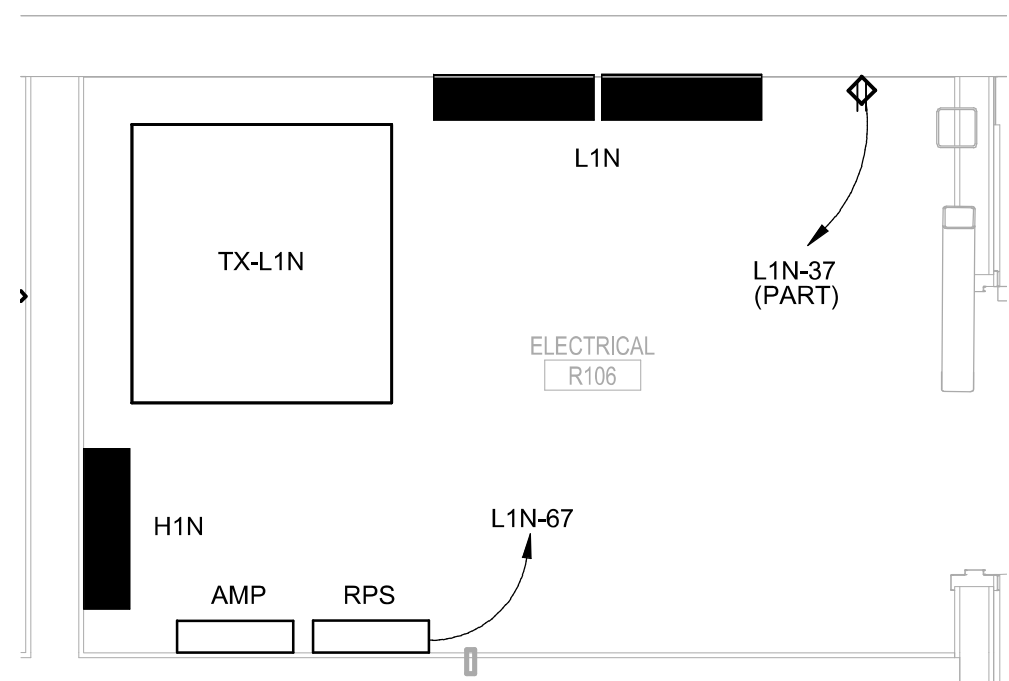 L1N
TX-L1N
L1N-37
(PART)
ELECTRICAL
R106
L1N-67
H1N
AMP
RPS